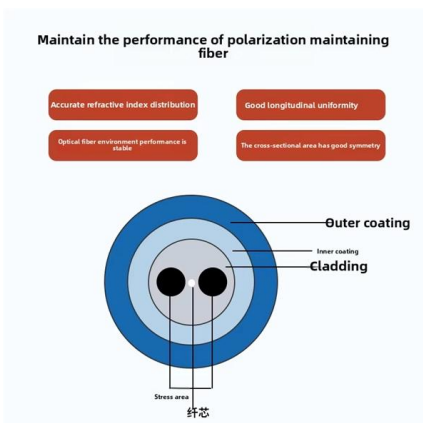 Maintain the performance of polarization maintaining
fiber
Accurate refractive index distribution
Good longitudinal uniformity
Optical fiber environment performance is
stable
The cross-sectional area has good symmetry
Outer coating
Inner coating
Cladding
Stress area
纤芯